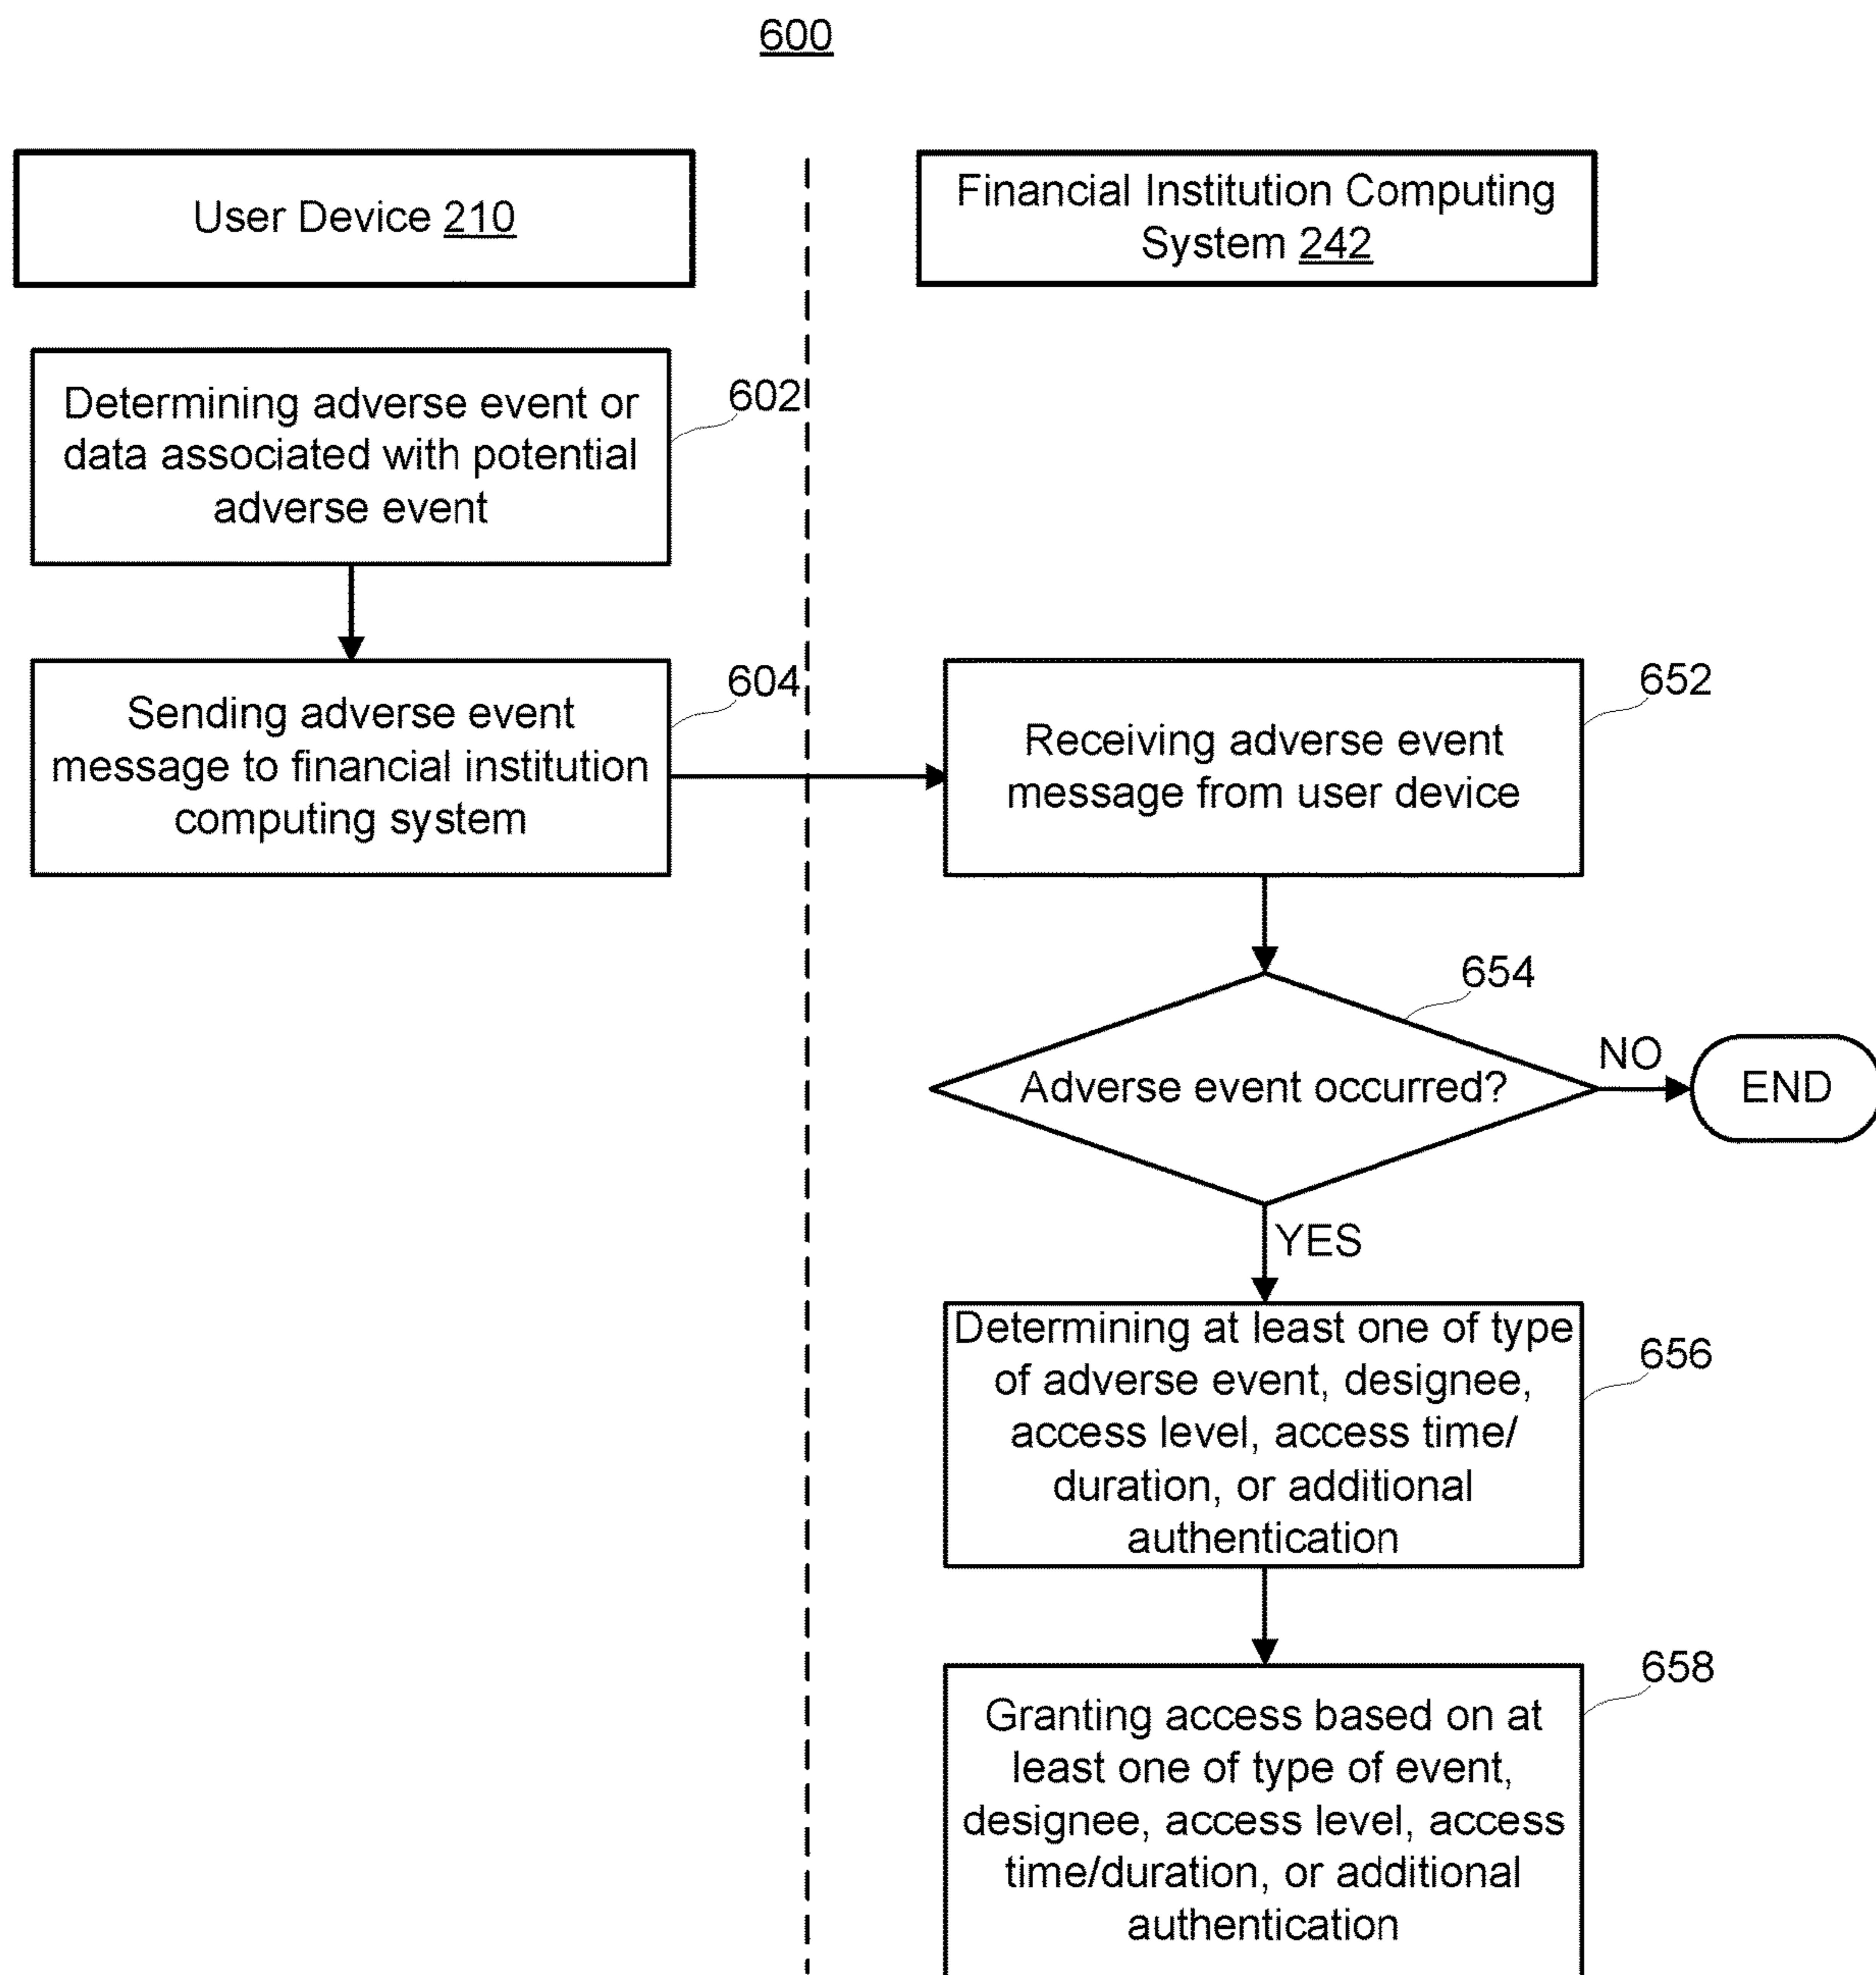 600
User Device 210
Financial Institution Computing
System 242
Determining adverse event or
data associated with potential
adverse event
602
Sending adverse event
message to financial institution
computing system
604
Receiving adverse event
message from user device
652
Adverse event occurred?
654
NO
END
YES
Determining at least one of type
of adverse event, designee,
access level, access time/
duration, or additional
authentication
656
Granting access based on at
least one of type of event,
designee, access level, access
time/duration, or additional
authentication
658